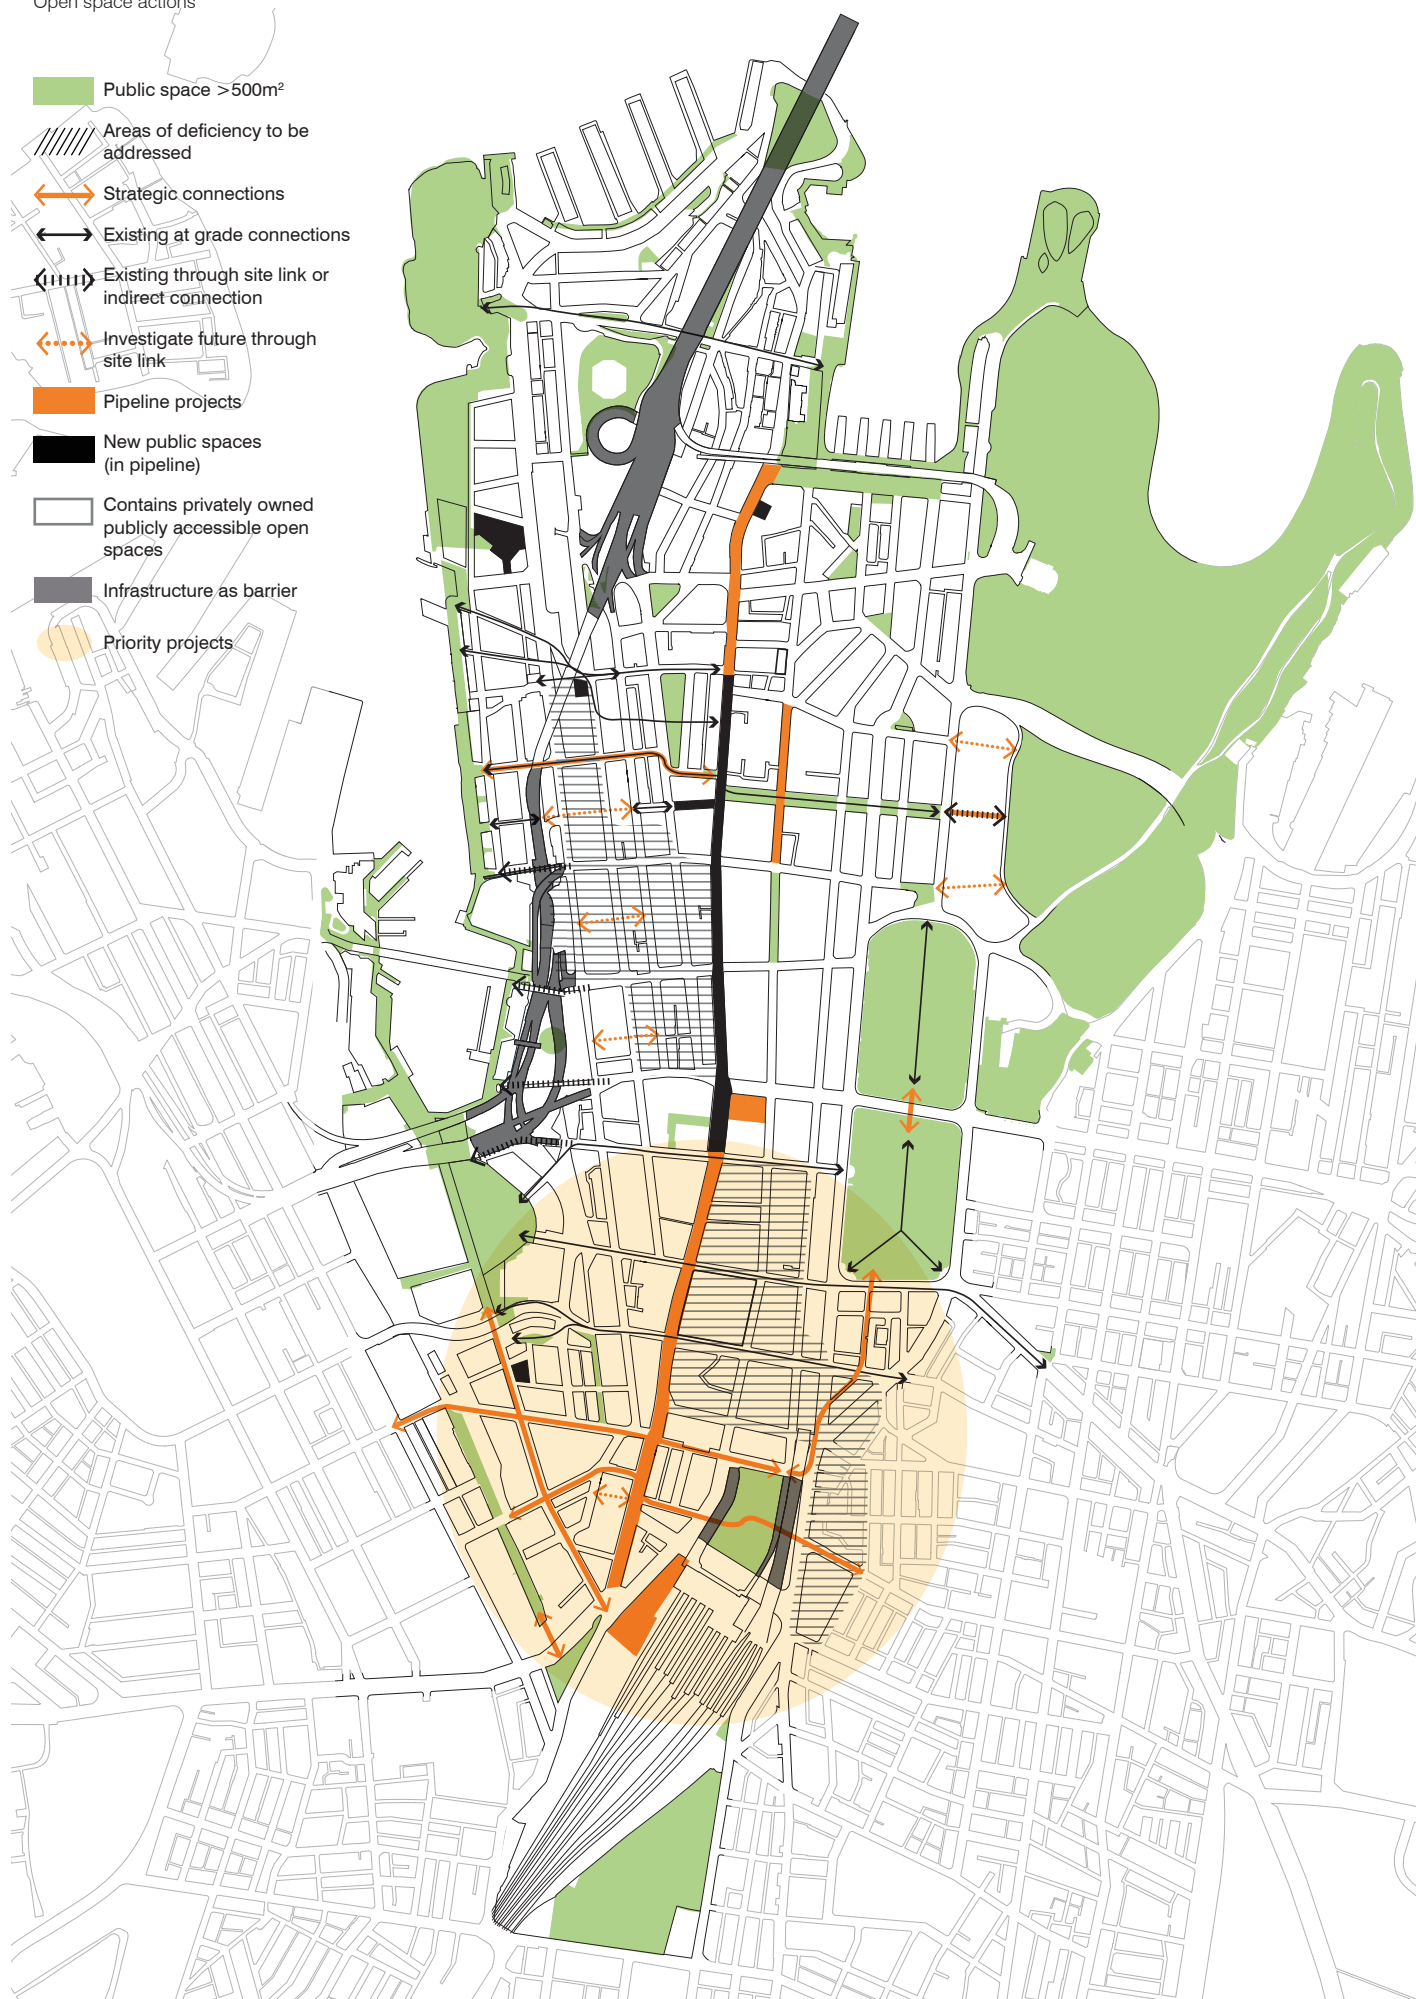 Open space actions
Public space >500m²
Areas of deficiency to be
addressed
Strategic connections
Existing at grade connections
Existing through site link or
indirect connection
Investigate future through
site link
Pipeline projects
New public spaces
(in pipeline)
Contains privately owned
publicly accessible open
spaces
Infrastructure as barrier
Priority projects